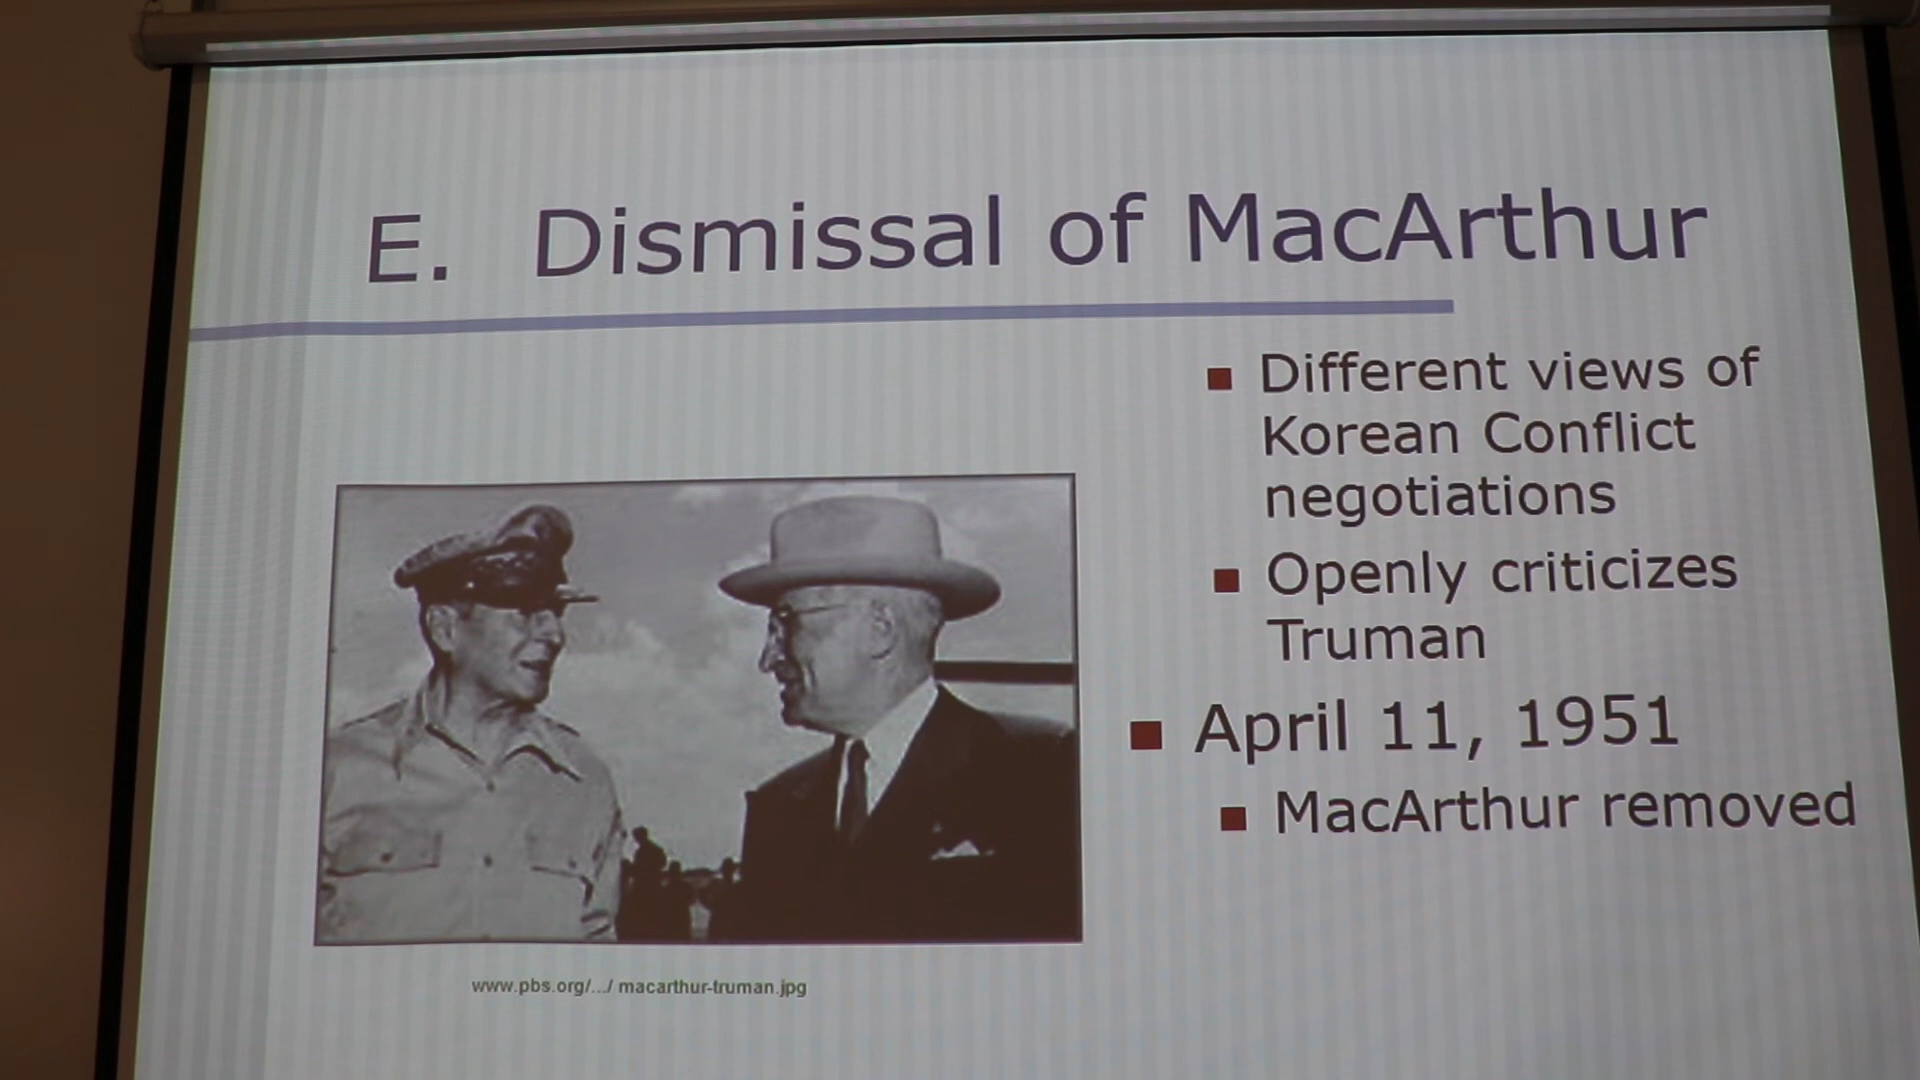 E. Dismissal of MacArthur
Different views of
Korean Conflict
negotiations
Openly criticizes
Truman
April 11, 1951
MacArthur removed
www.pbs.org/.../ macarthur-truman.jpg